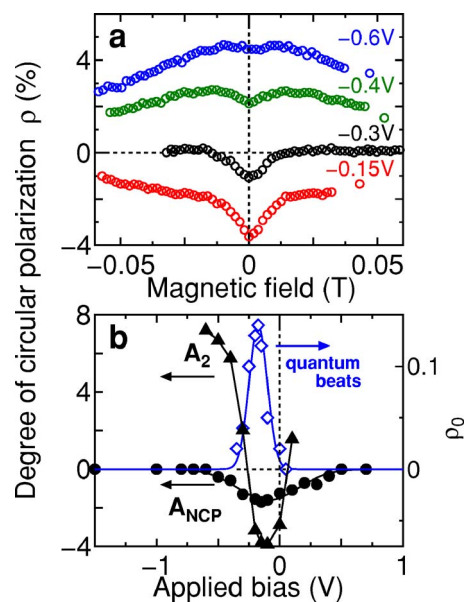 Degree of circular polarization ρ (%)
a
4
2
0
−4
−0.6V
−0.4V
−0.3V
−0.15V
−0.05
0
0.05
Magnetic field (T)
b
8
4
0
−4
A2
ANCP
quantum
beats
0.1
0
ρ0
−1
0
1
Applied bias (V)